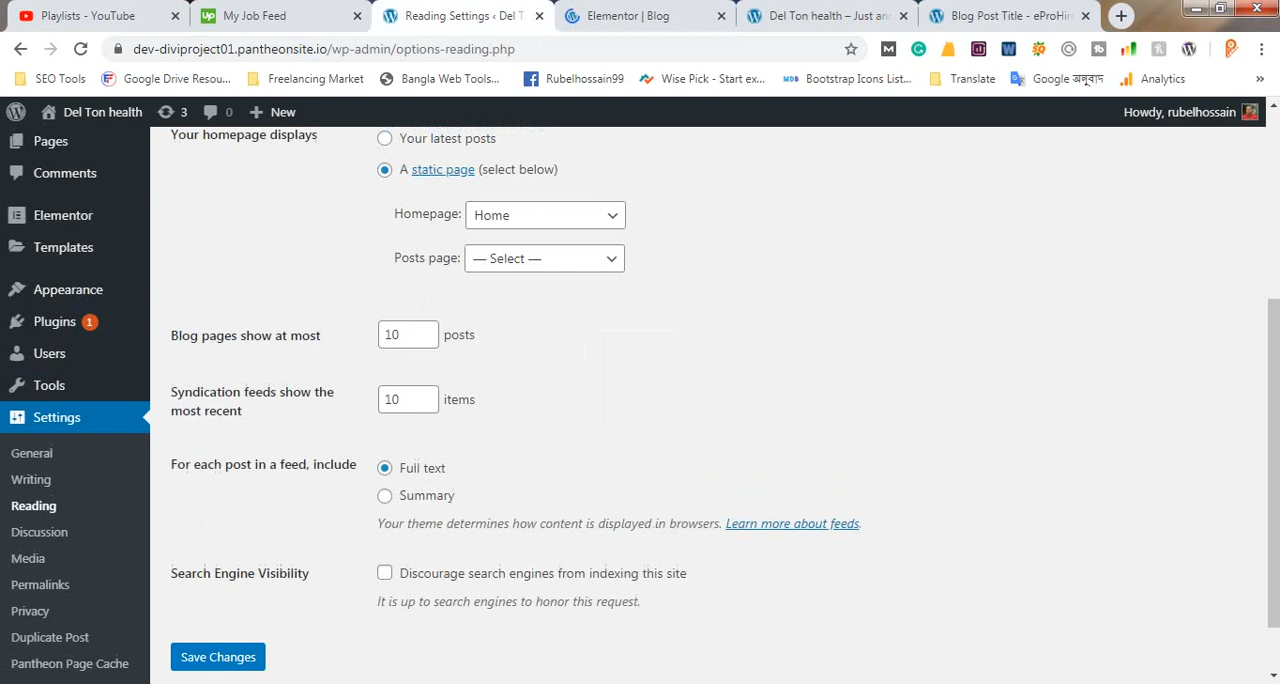 Playlists - YouTube
My Job Feed
Reading Settings ‹ Del T
Elementor | Blog
Del Ton health – Just an
Blog Post Title - eProHir
dev-diviproject01.pantheonsite.io/wp-admin/options-reading.php
SEO Tools
Google Drive Resou...
Freelancing Market
Bangla Web Tools...
Rubelhossain99
Wise Pick - Start ex...
MDB Bootstrap Icons List...
Translate
Google অনুবাদ
Analytics
»
Del Ton health
3
0
New
Howdy, rubelhossain
Pages
Comments
Elementor
Templates
Appearance
Plugins 1
Users
Tools
Settings
General
Writing
Reading
Discussion
Media
Permalinks
Privacy
Duplicate Post
Pantheon Page Cache
Your homepage displays
Your latest posts
A static page (select below)
Homepage: Home
Posts page: — Select —
Blog pages show at most 10 posts
Syndication feeds show the
most recent
10 items
For each post in a feed, include
Full text
Summary
Your theme determines how content is displayed in browsers. Learn more about feeds.
Search Engine Visibility
Discourage search engines from indexing this site
It is up to search engines to honor this request.
Save Changes